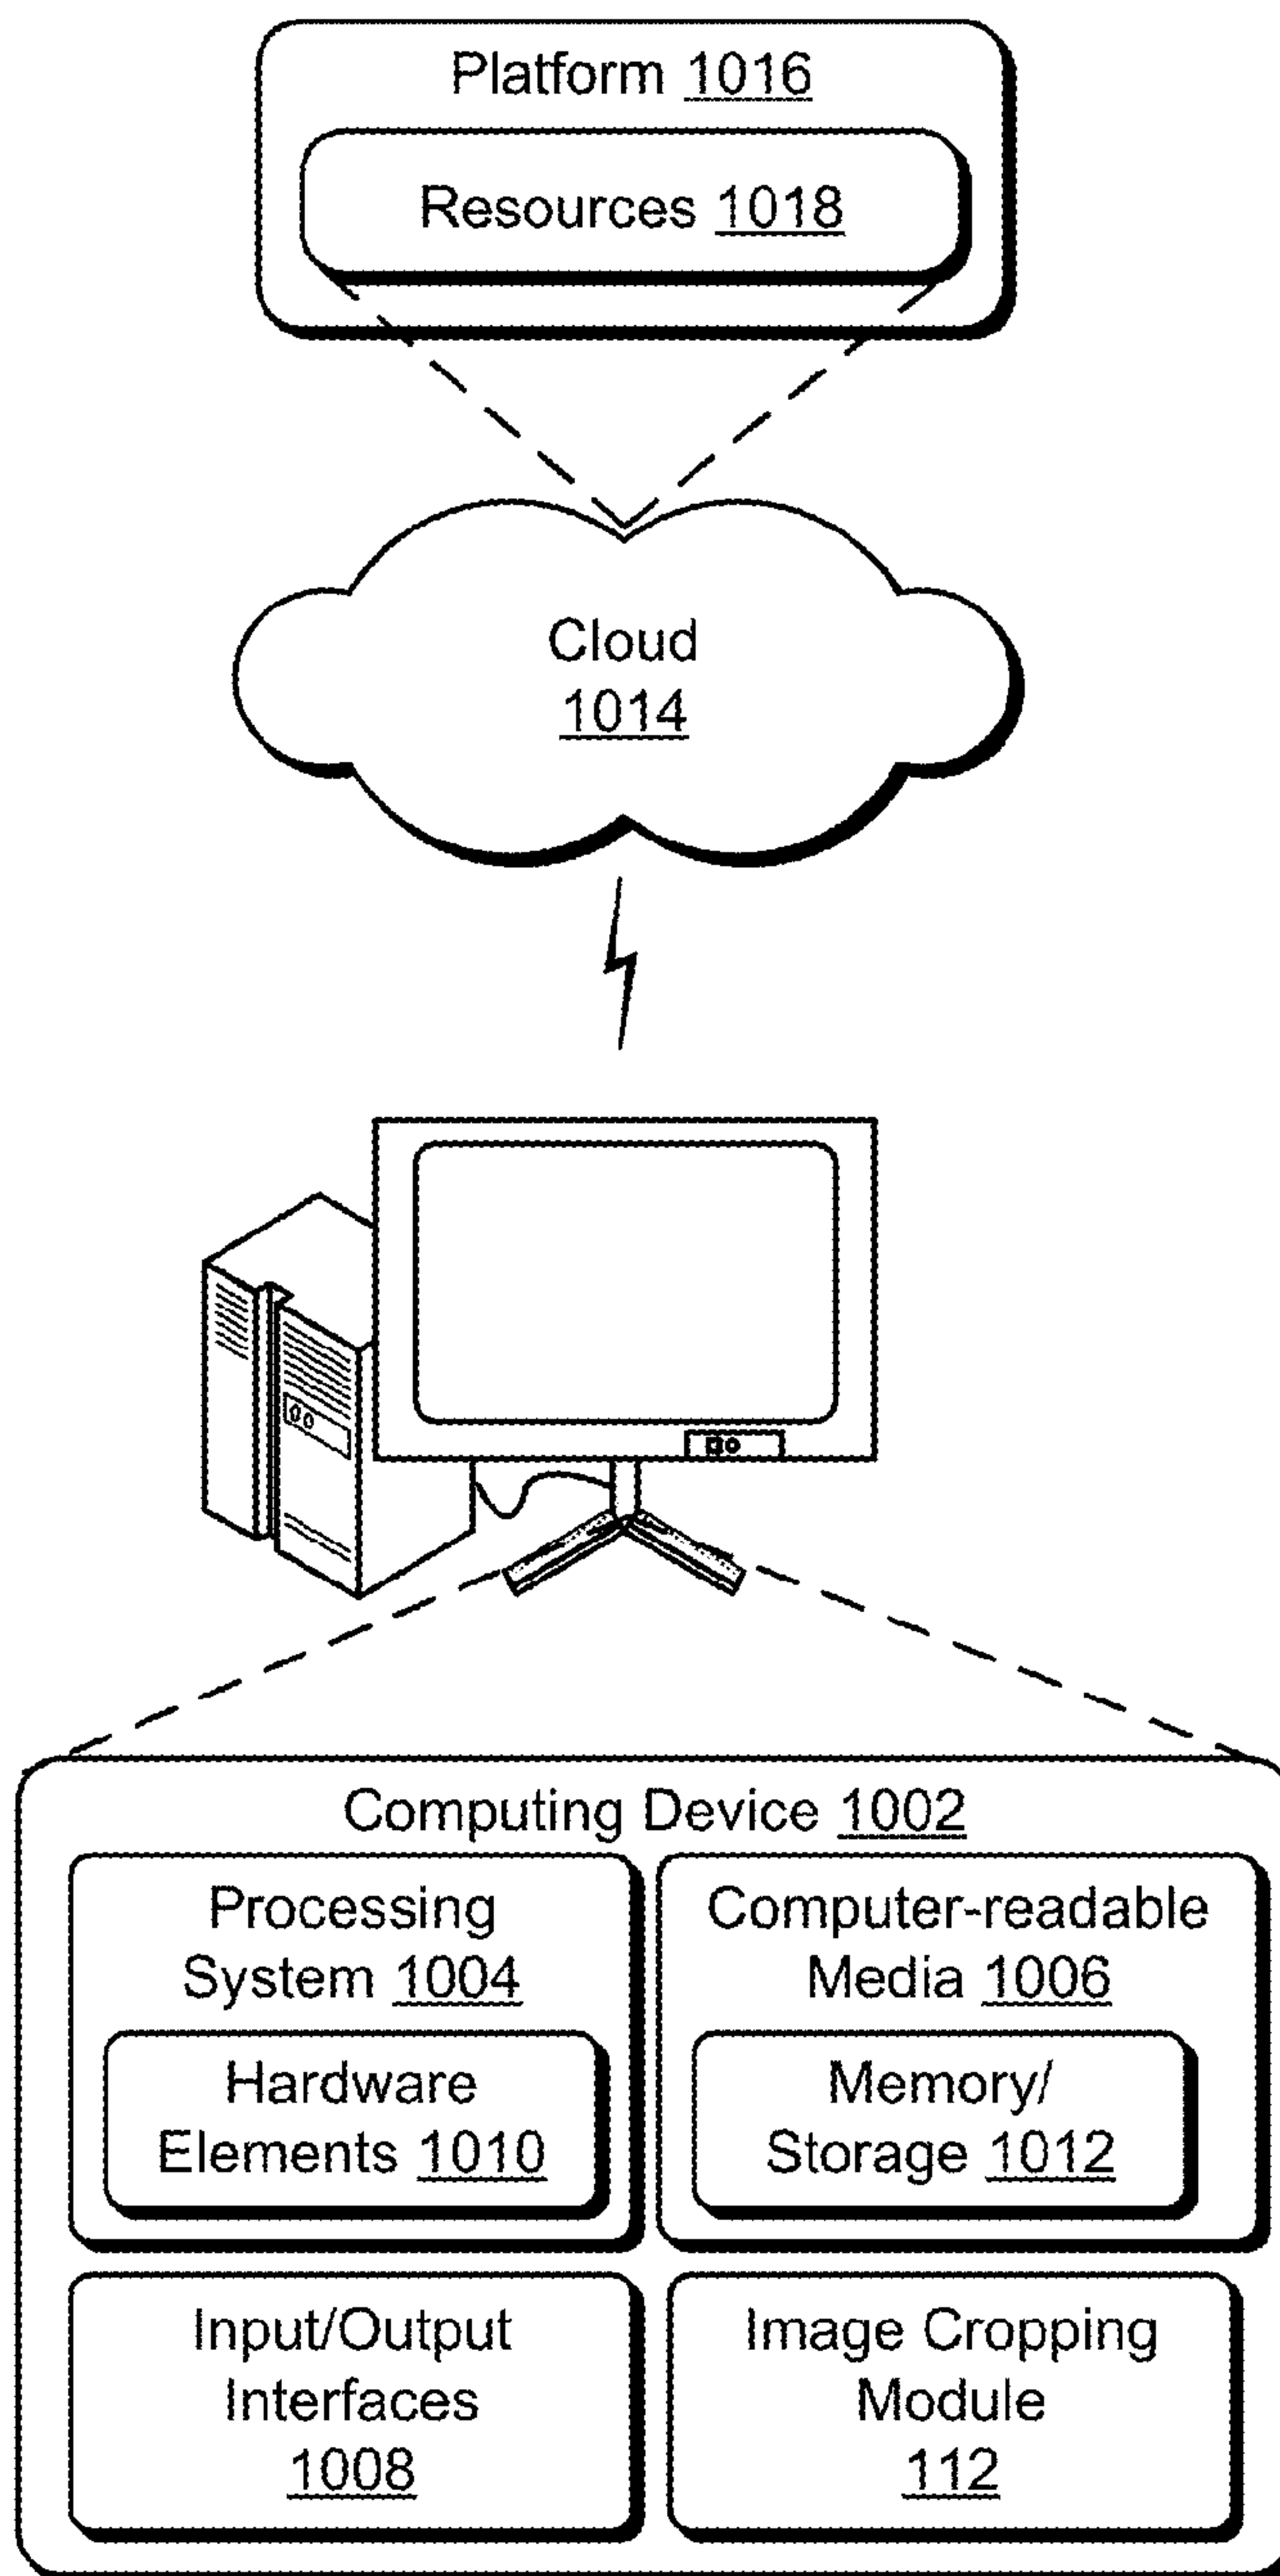 Platform 1016
Resources 1018
Cloud
1014
Computing Device 1002
Processing
System 1004
Hardware
Elements 1010
Computer-readable
Media 1006
Memory/
Storage 1012
Input/Output
Interfaces
1008
Image Cropping
Module
112